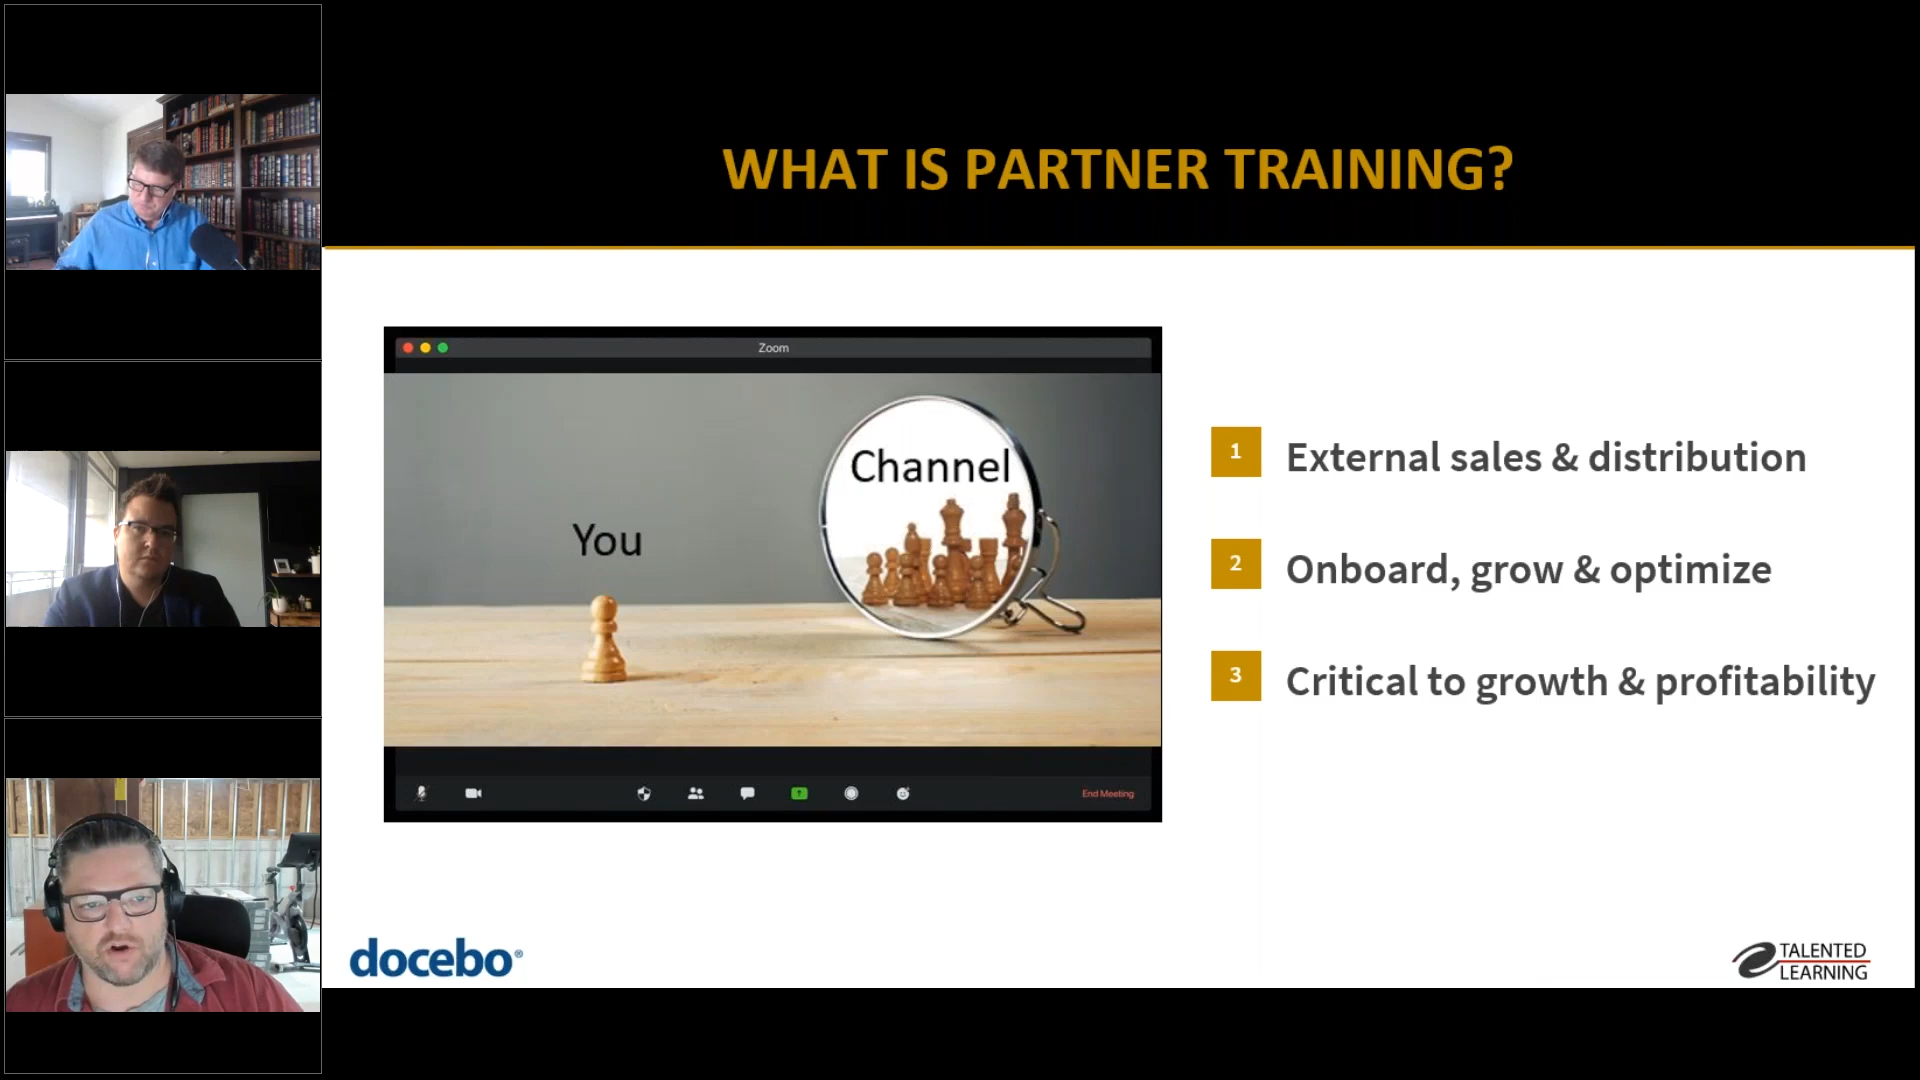 WHAT IS PARTNER TRAINING?
Zoom
You
Channel
End Meeting
1 External sales & distribution
2 Onboard, grow & optimize
3 Critical to growth & profitability
docebo®
TALENTED
LEARNING